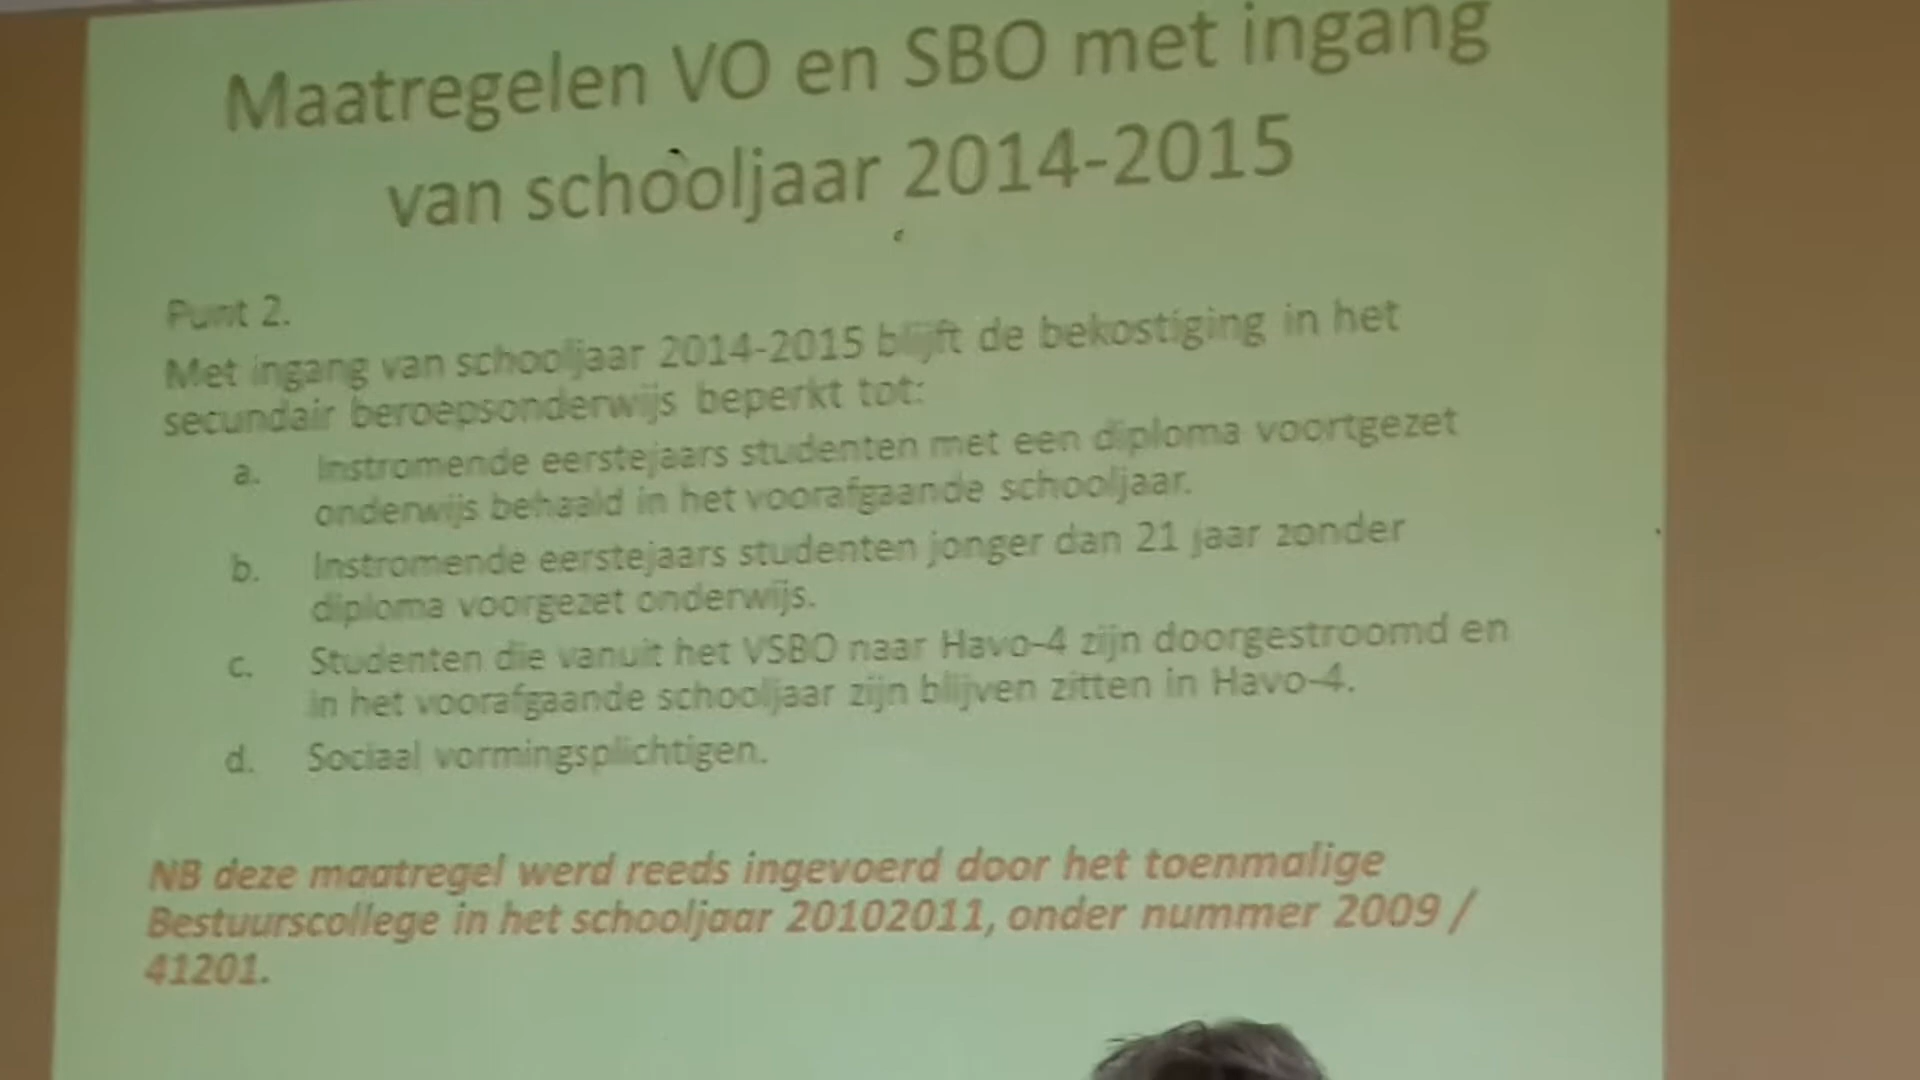 Maatregelen VO en SBO met ingang
van schooljaar 2014-2015
Punt 2.
Met ingang van schooljaar 2014-2015 blijft de bekostiging in het
secundair beroepsonderwijs beperkt tot:
a. Instromende eerstejaars studenten met een diploma voortgezet
onderwijs behaald in het voorafgaande schooljaar.
b. Instromende eerstejaars studenten jonger dan 21 jaar zonder
diploma voorgezet onderwijs.
c. Studenten die vanuit het VSBO naar Havo-4 zijn doorgestroomd en
in het voorafgaande schooljaar zijn blijven zitten in Havo-4.
d. Sociaal vormingsplichtigen.
NB deze maatregel werd reeds ingevoerd door het toenmalige
Bestuurscollege in het schooljaar 20102011, onder nummer 2009 /
41201.